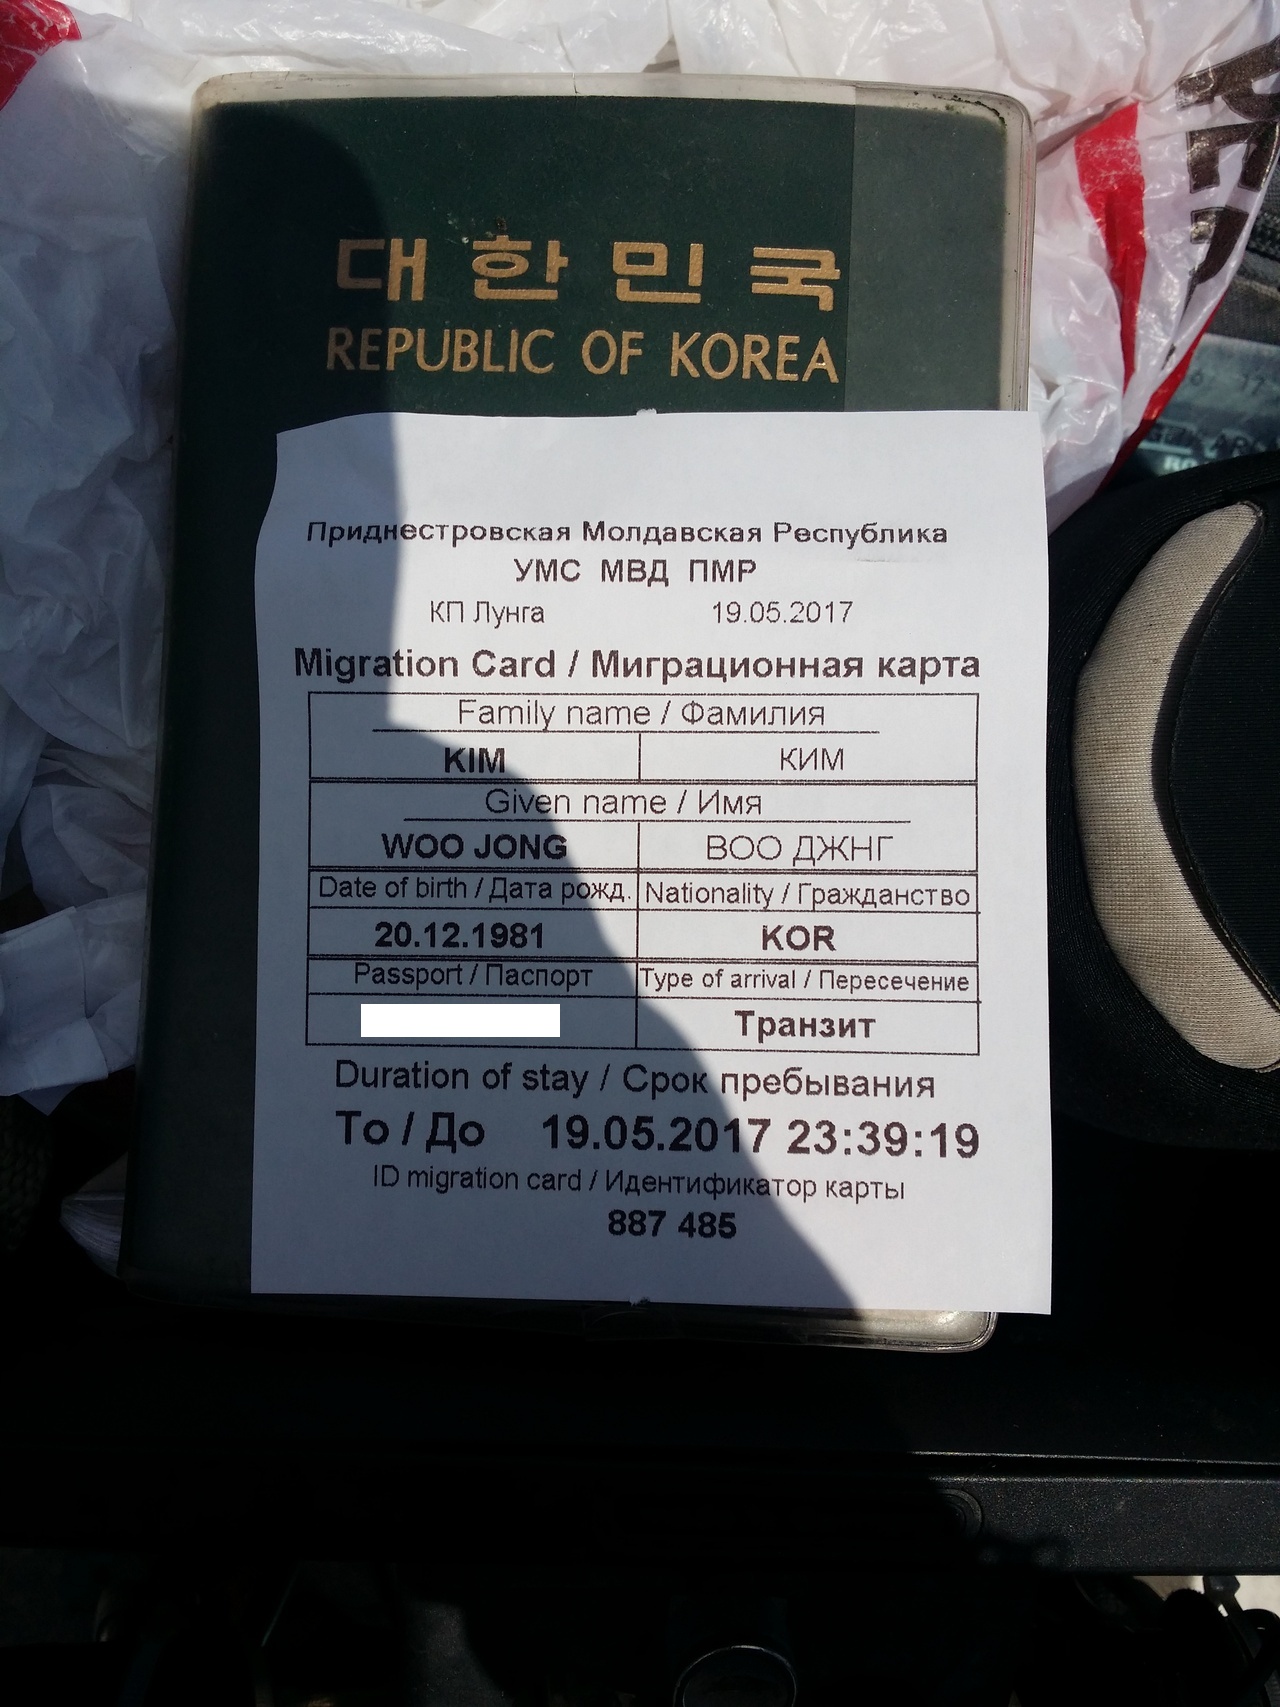 대한민국
REPUBLIC OF KOREA
Приднестровская Молдавская Республика
УМС МВД ПМР
КП Лунга 19.05.2017
Migration Card / Миграционная карта
Family name / Фамилия
KIM КИМ
Given name / Имя
WOO JONG ВОО ДЖНГ
Date of birth / Дата рожд. Nationality / Гражданство
20.12.1981 KOR
Passport / Паспорт Type of arrival / Пересечение
Транзит
Duration of stay / Срок пребывания
To / До 19.05.2017 23:39:19
ID migration card / Идентификатор карты
887 485